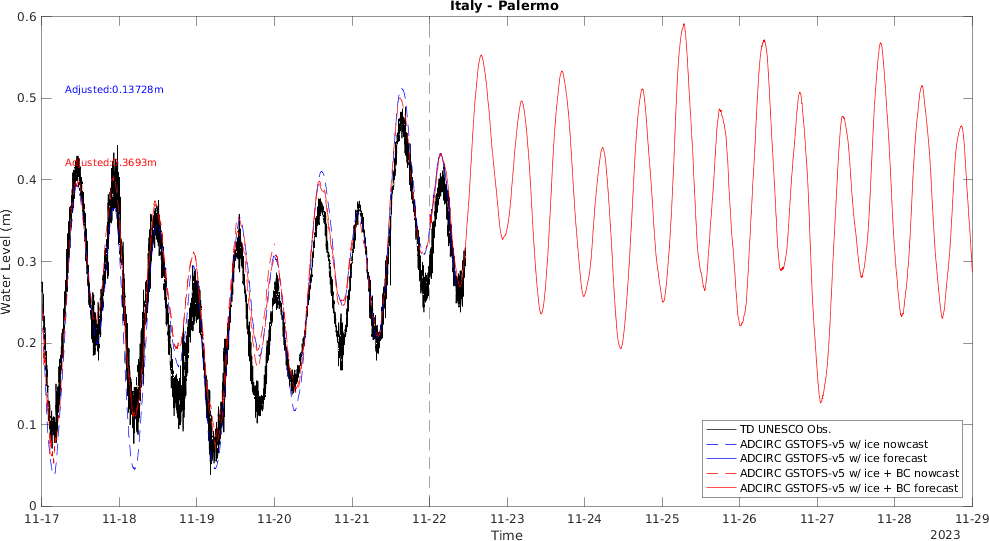 Italy - Palermo
Water Level (m)
0.6
0.5
0.4
0.3
0.2
0.1
0
Adjusted:0.13728m
Adjusted:0.3693m
TD UNESCO Obs.
ADCIRC GSTOFS-v5 w/ ice nowcast
ADCIRC GSTOFS-v5 w/ ice forecast
ADCIRC GSTOFS-v5 w/ ice + BC nowcast
ADCIRC GSTOFS-v5 w/ ice + BC forecast
11-17 11-18 11-19 11-20 11-21 11-22 11-23 11-24 11-25 11-26 11-27 11-28 11-29
Time
2023